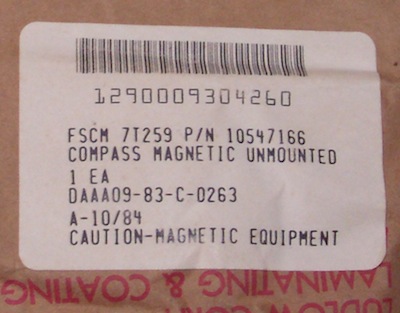 1290009304260
FSCM 7T259 P/N 10547166
COMPASS MAGNETIC UNMOUNTED
1 EA
DAAA09-83-C-0263
A-10/84
CAUTION-MAGNETIC EQUIPMENT
LAMINATING & COATING
LUDLOW